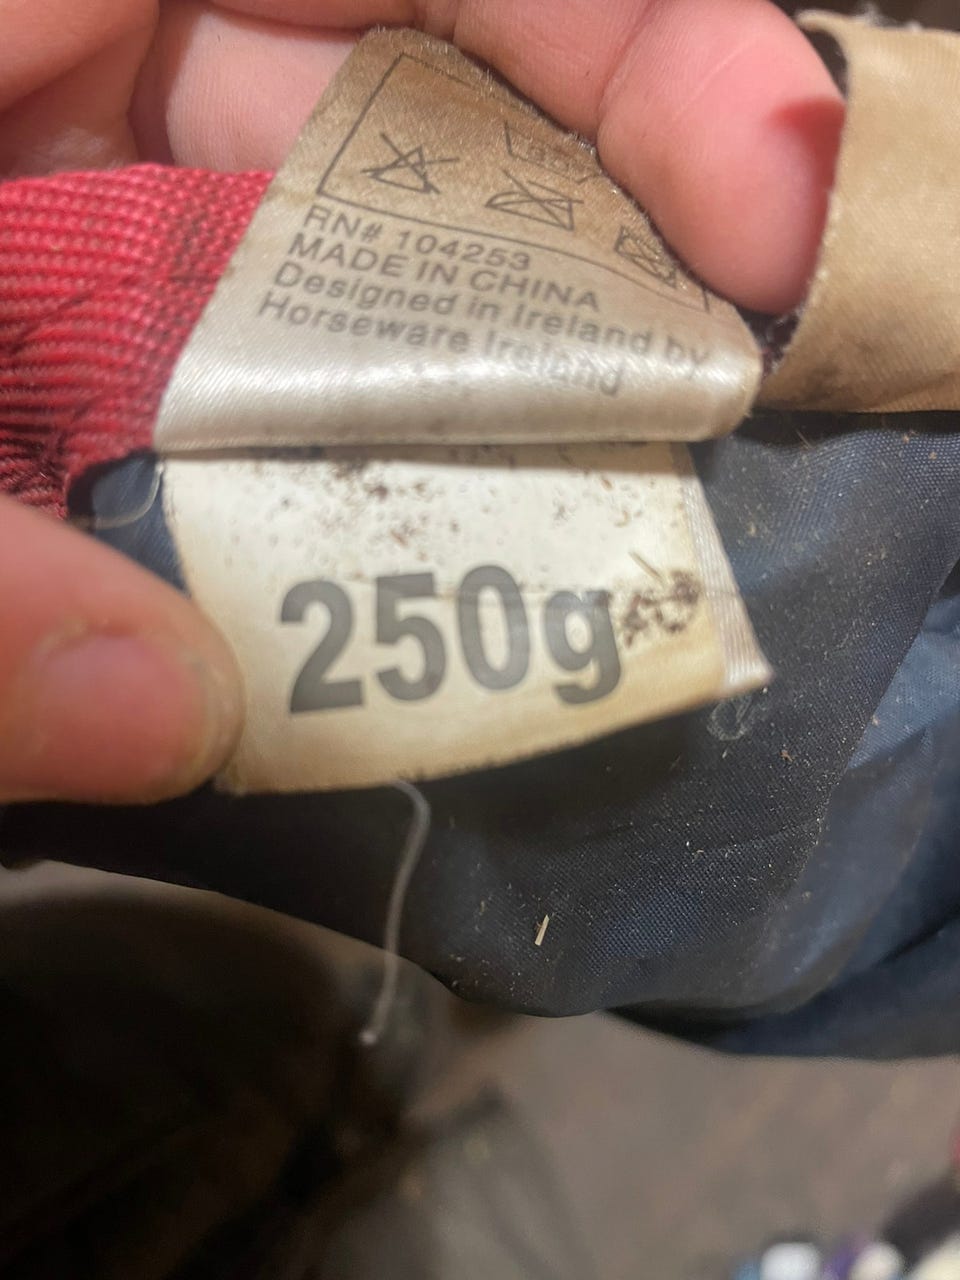 RN# 104253
MADE IN CHINA
Designed in Ireland by
Horseware Ireland
250g